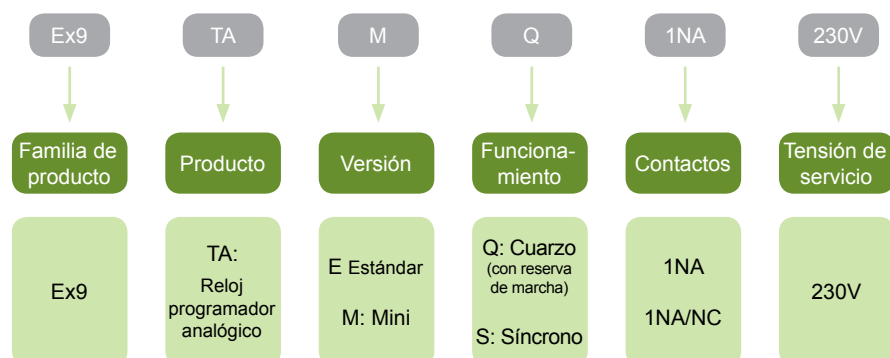 Ex9
TA
M
Q
1NA
230V
Familia de
producto
Producto
Versión
Funciona-
miento
Contactos
Tensión de
servicio
Ex9
TA:
Reloj
programador
analógico
E Estándar
M: Mini
Q: Cuarzo
(con reserva
de marcha)
S: Síncrono
1NA
1NA/NC
230V